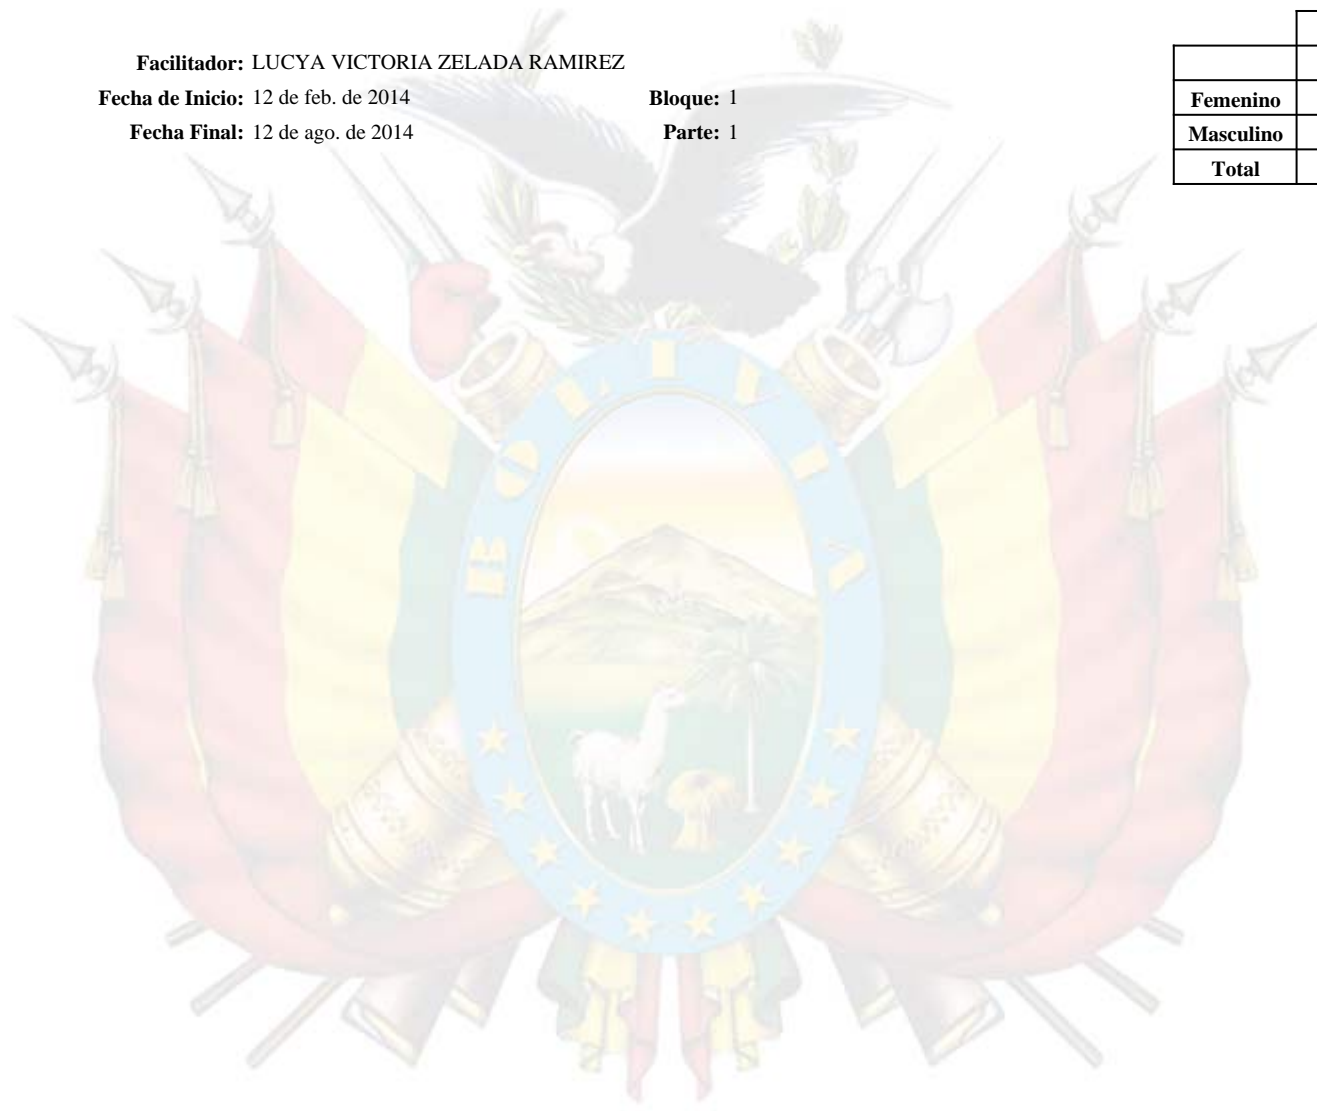 Facilitador: LUCYA VICTORIA ZELADA RAMIREZ
Fecha de Inicio: 12 de feb. de 2014 Bloque: 1
Fecha Final: 12 de ago. de 2014 Parte: 1
Femenino
Masculino
Total
BOLIVIA